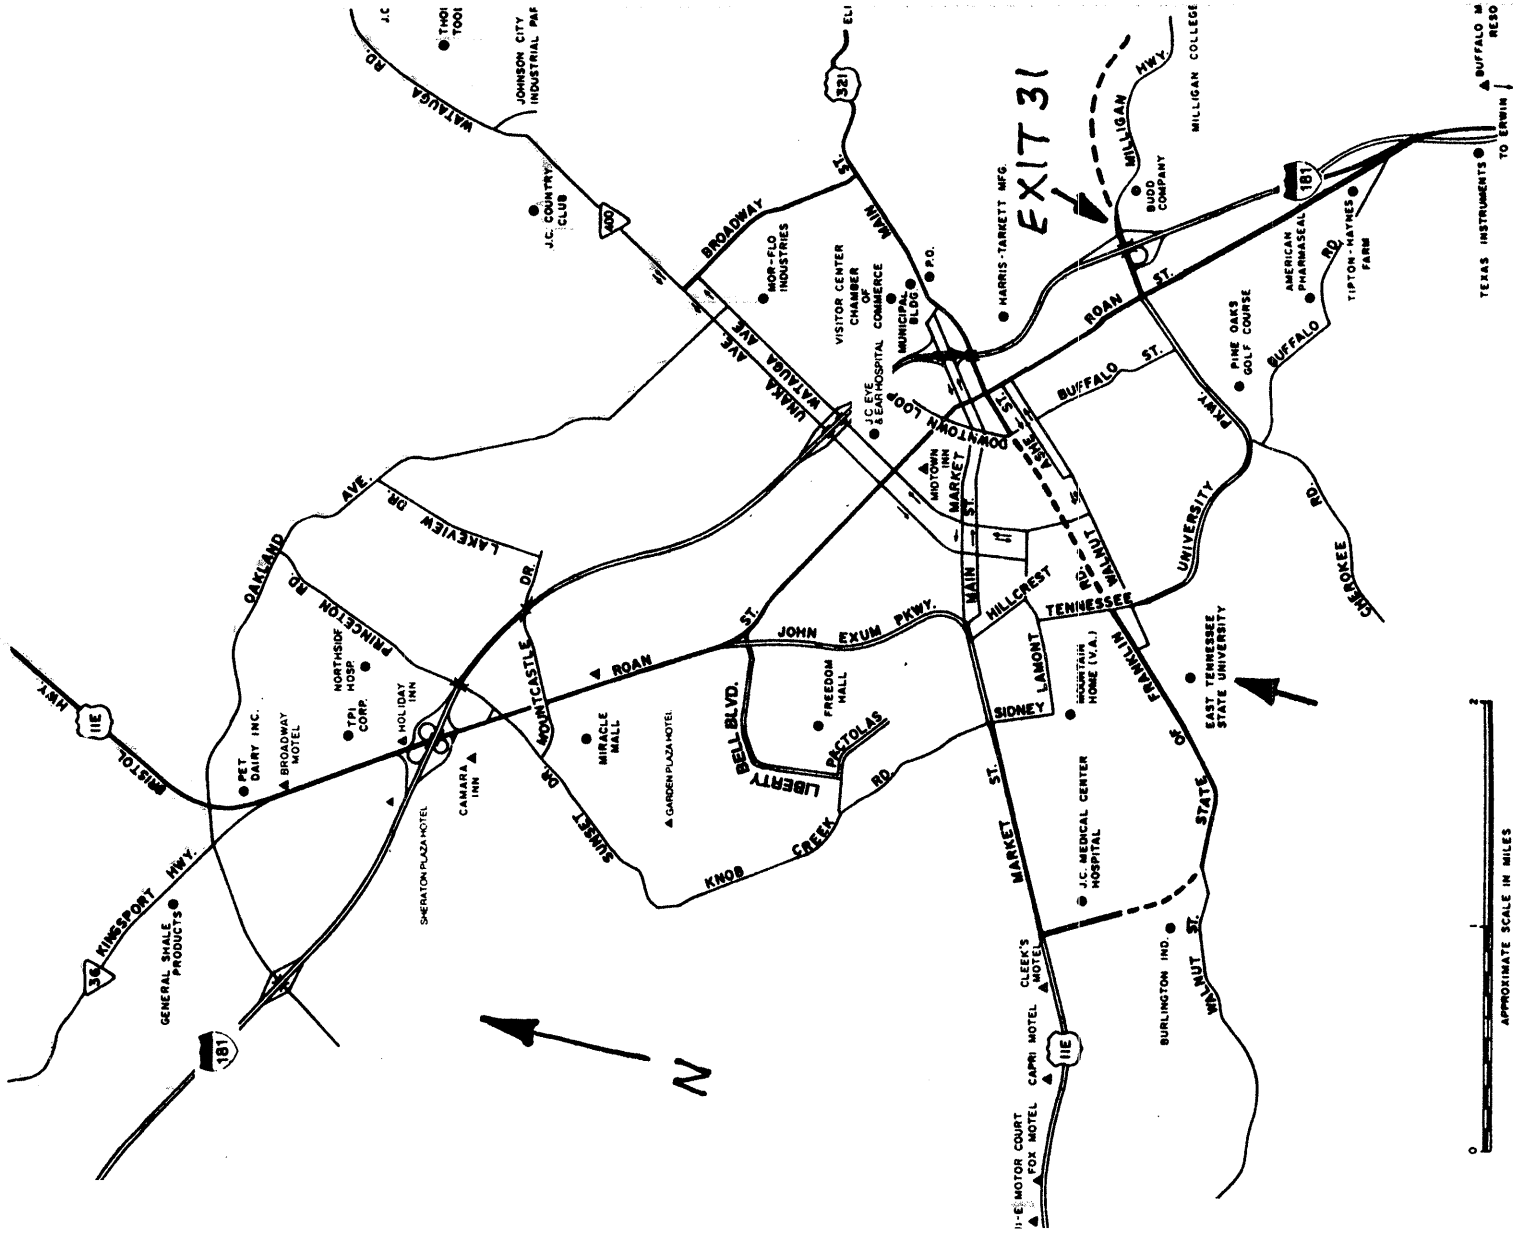 J.C
THO
TOOL
JOHNSON CITY
INDUSTRIAL PAR
WATAUGA RD.
J.C. COUNTRY
CLUB
400
321
ELI
BROADWAY ST.
MAIN
MOR-FLO
INDUSTRIES
VISITOR CENTER
CHAMBER
OF
COMMERCE
MUNICIPAL
BLDG
P.O.
J.C. EYE
& EAR HOSPITAL
HARRIS-TARKETT MFG.
EXIT 31
MILLIGAN HWY.
MILLIGAN COLLEGE
BUDD
COMPANY
181
AMERICAN
PHARMASEAL
TIPTON-HAYNES
FARM
TEXAS INSTRUMENTS
TO ERWIN
BUFFALO M
RESO
ROAN ST.
BUFFALO ST.
BUFFALO RD.
PINE OAKS
GOLF COURSE
UNIVERSITY PKWY.
CHEROKEE RD.
UNAKA AVE.
WATAUGA AVE
DOWNTOWN LOOP
MIDTOWN
INN
MARKET ST.
ASHE ST.
WALNUT
MAIN
HILLCREST
TENNESSEE
RD.
LAMONT
SIDNEY
OAKLAND AVE.
LAKEVIEW DR.
PRINCETON RD.
MOUNTCASTLE DR.
ROAN ST.
JOHN EXUM PKWY.
BELL BLVD.
FREEDOM
HALL
LIBERTY
PACTOLAS
KNOB CREEK RD.
SUNSET DR.
MIRACLE
MALL
GARDEN PLAZA HOTEL
NORTHSIDE
HOSP.
TPI
CORP.
HOLIDAY
INN
CAMARA
INN
SHERATON PLAZA HOTEL
PET
DAIRY INC.
BROADWAY
MOTEL
BRISTOL HWY.
11E
36
KINGSPORT HWY.
GENERAL SHALE
PRODUCTS
181
N
MOUNTAIN
HOME (V.A.)
EAST TENNESSEE
STATE UNIVERSITY
STATE OF FRANKLIN
J.C. MEDICAL CENTER
HOSPITAL
MARKET ST.
CLEEK'S
MOTEL
CAPRI MOTEL
FOX MOTEL
11-E MOTOR COURT
11E
BURLINGTON IND.
WALNUT ST.
0 1 2
APPROXIMATE SCALE IN MILES